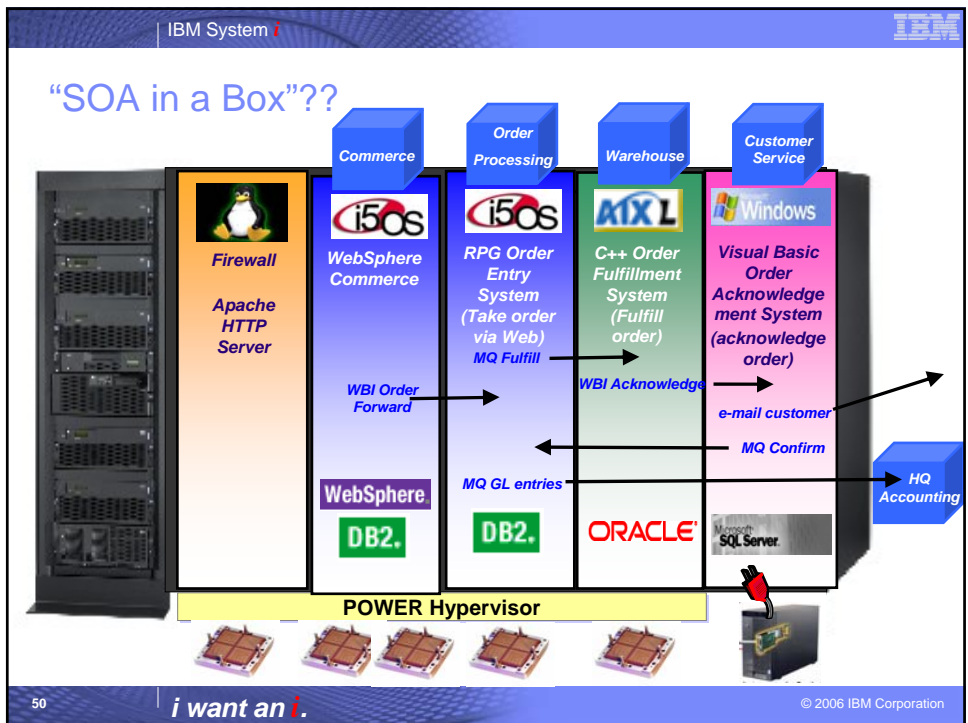 IBM System i
IBM
"SOA in a Box"??
Commerce
Order
Processing
Warehouse
Customer
Service
Firewall
Apache
HTTP
Server
i5os
WebSphere
Commerce
WBI Order
Forward
WebSphere.
DB2.
i5os
RPG Order
Entry
System
(Take order
via Web)
MQ Fulfill
MQ GL entries
DB2.
AIX L
C++ Order
Fulfillment
System
(Fulfill
order)
WBI Acknowledge
ORACLE
Microsoft
Windows
Visual Basic
Order
Acknowledge
ment System
(acknowledge
order)
e-mail customer
MQ Confirm
Microsoft
SQL Server.
HQ
Accounting
POWER Hypervisor
50
i want an i.
© 2006 IBM Corporation